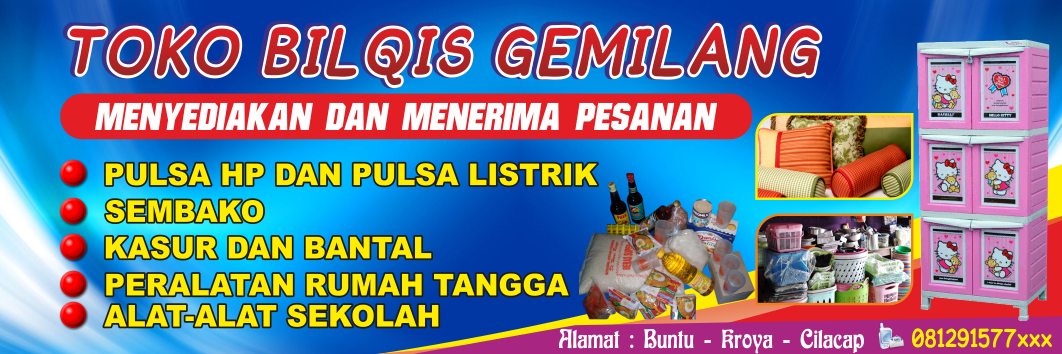 TOKO BILQIS GEMILANG
MENYEDIAKAN DAN MENERIMA PESANAN
PULSA HP DAN PULSA LISTRIK
SEMBAKO
KASUR DAN BANTAL
PERALATAN RUMAH TANGGA
ALAT-ALAT SEKOLAH
Alamat : Buntu - Kroya - Cilacap 081291577xxx